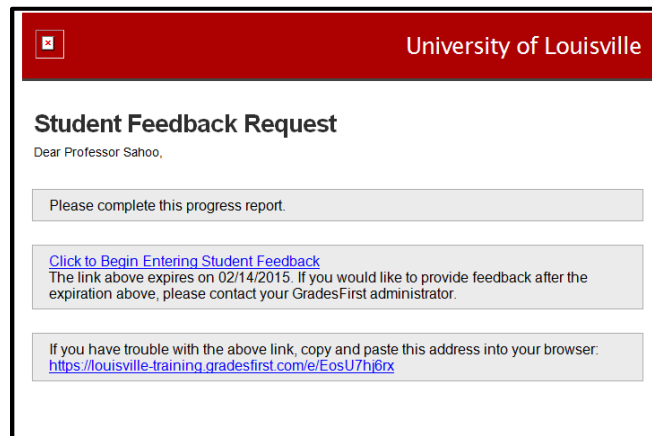 University of Louisville
Student Feedback Request
Dear Professor Sahoo,
Please complete this progress report.
Click to Begin Entering Student Feedback
The link above expires on 02/14/2015. If you would like to provide feedback after the
expiration above, please contact your GradesFirst administrator.
If you have trouble with the above link, copy and paste this address into your browser:
https://louisville-training.gradesfirst.com/e/EosU7hj6rx